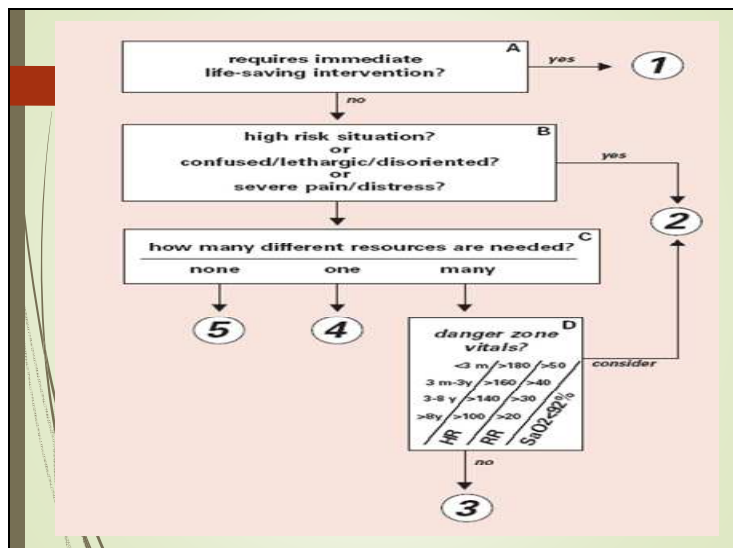 A
requires immediate
life-saving intervention?
yes
1
no
B
high risk situation?
or
confused/lethargic/disoriented?
or
severe pain/distress?
yes
2
C
how many different resources are needed?
none one many
5 4
D
danger zone
vitals?
consider
<3 m/>180/>50
3 m-3y/>160/>40
3-8 y/>140/>30
>8y/>100/>20
HR RR SaO2<92%
no
3